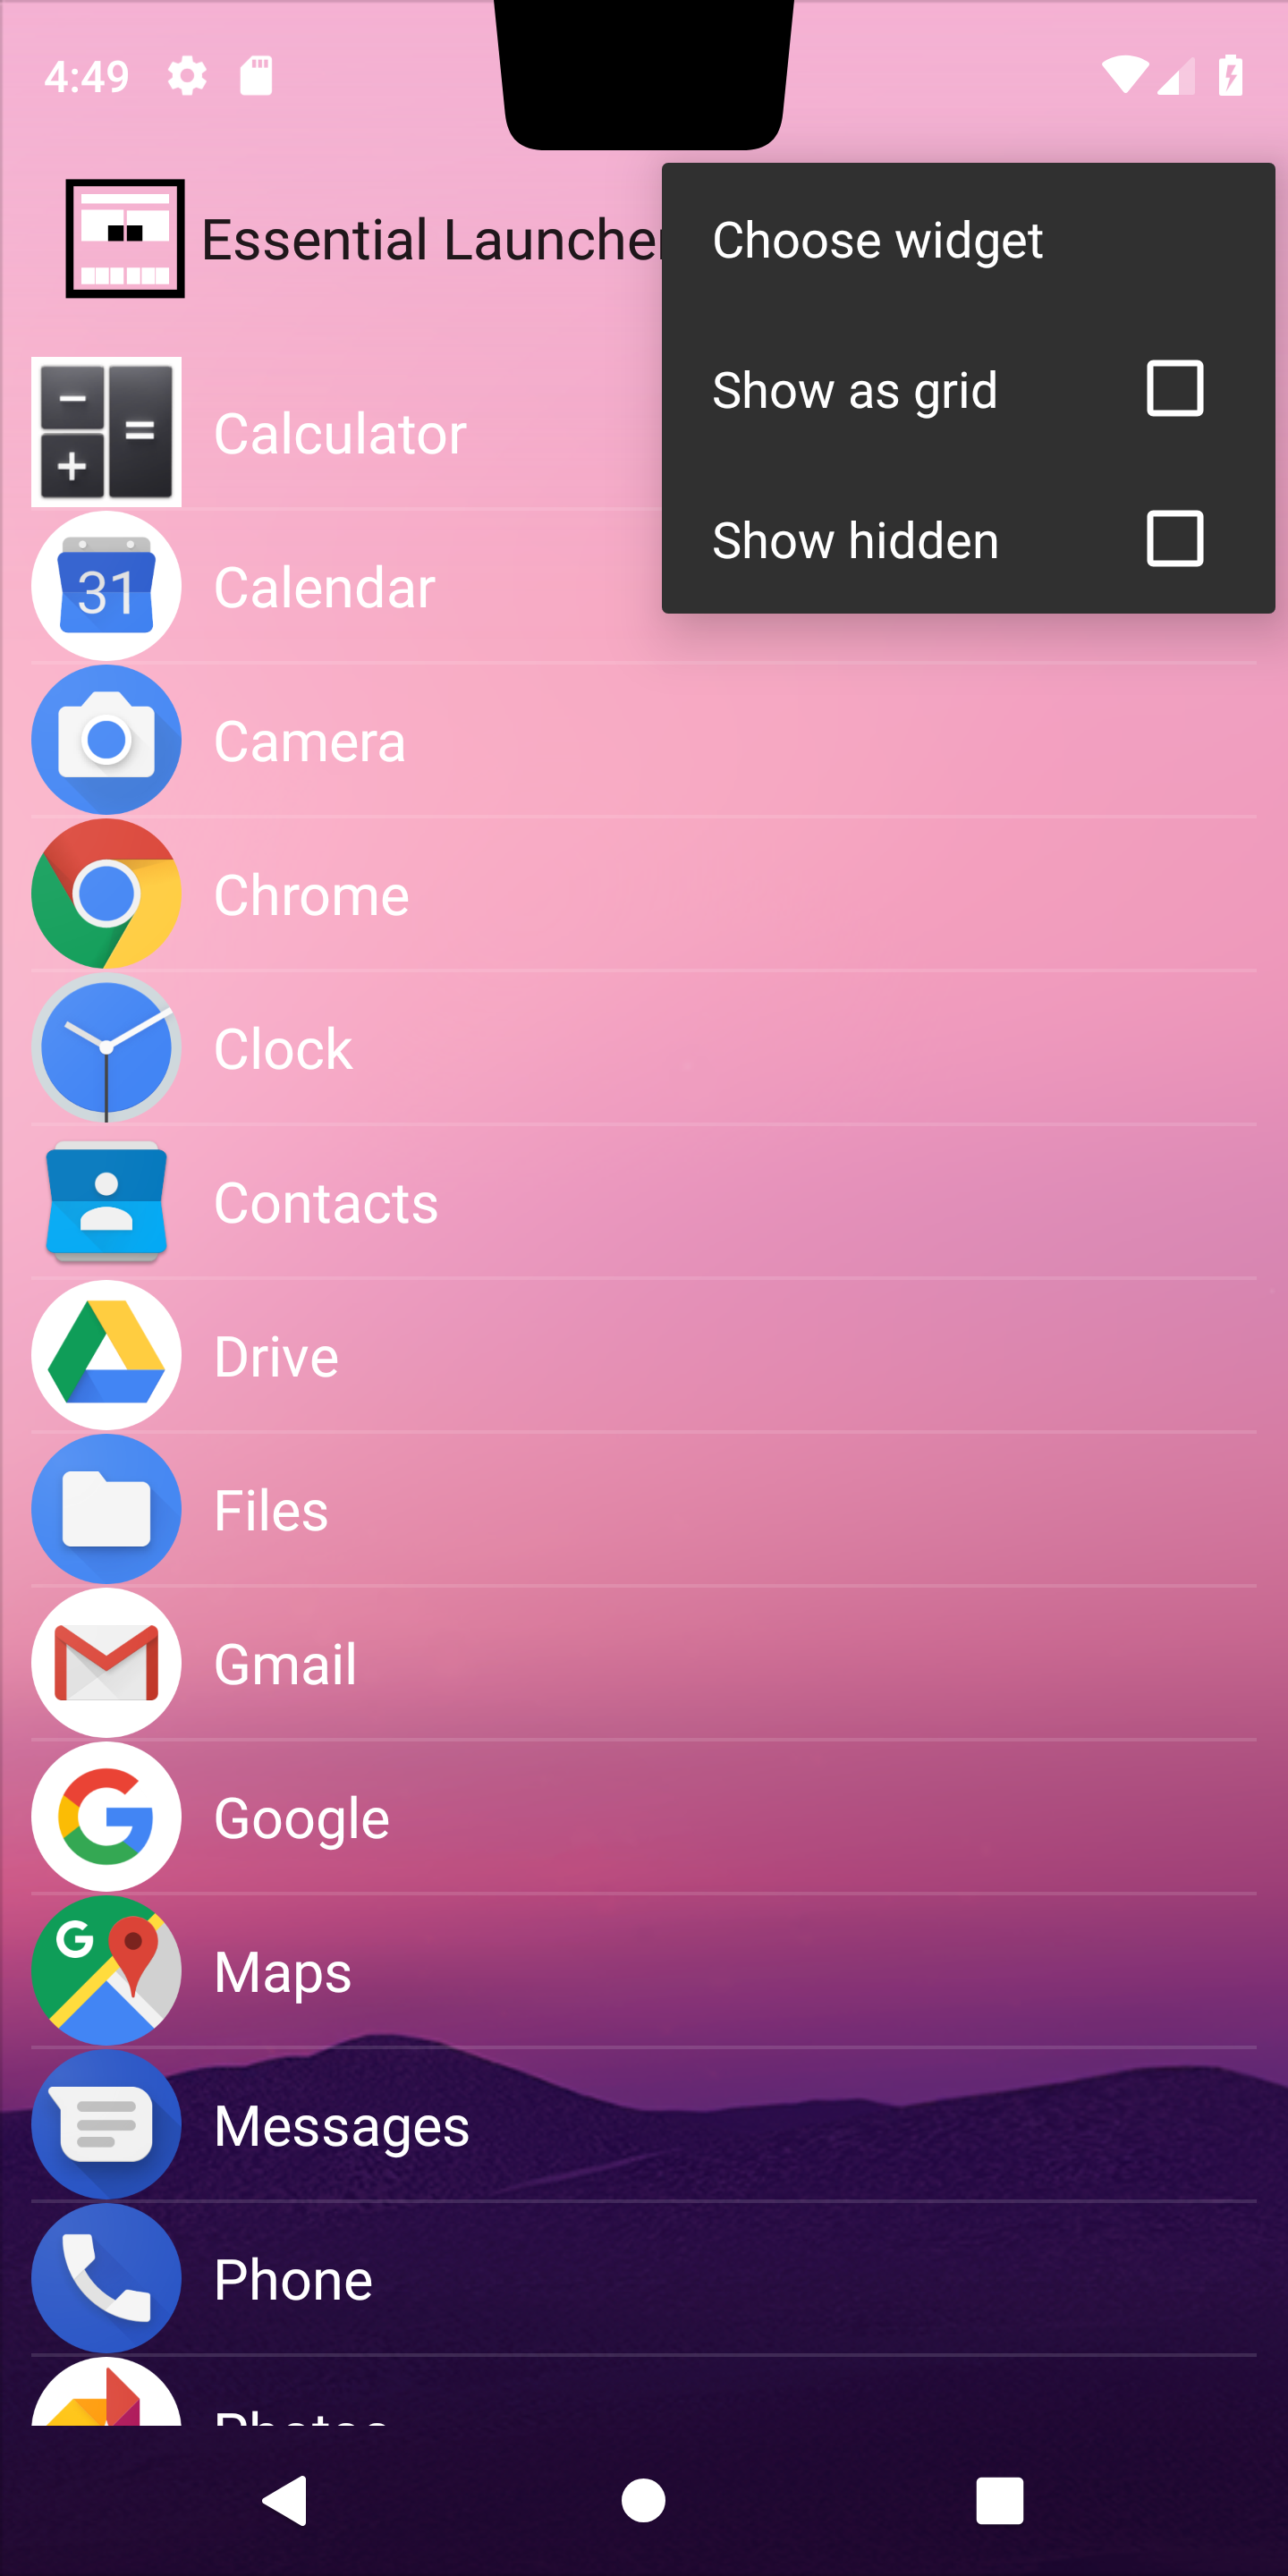 4:49
Essential Launcher
Choose widget
Show as grid
Show hidden
Calculator
31
Calendar
Camera
Chrome
Clock
Contacts
Drive
Files
Gmail
Google
Maps
Messages
Phone
Photos